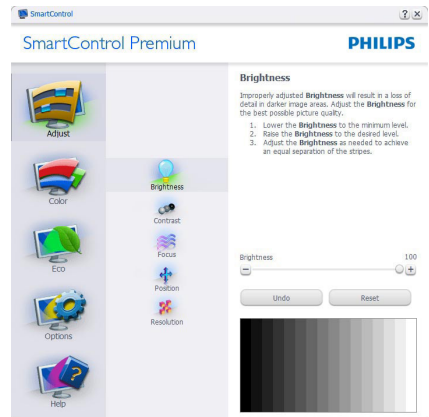 SmartControl
SmartControl Premium
PHILIPS
Adjust
Color
Eco
Options
Help
Brightness
Contrast
Focus
Position
Resolution
Brightness
Improperly adjusted Brightness will result in a loss of
detail in darker image areas. Adjust the Brightness for
the best possible picture quality.
1. Lower the Brightness to the minimum level.
2. Raise the Brightness to the desired level.
3. Adjust the Brightness as needed to achieve
an equal separation of the stripes.
Brightness 100
Undo Reset